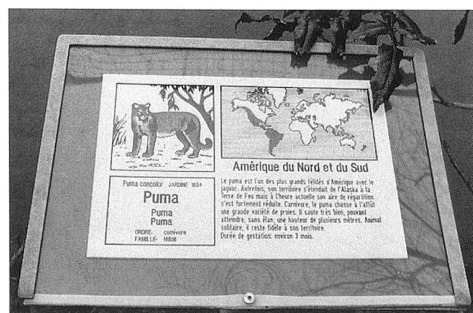 Amérique du Nord et du Sud
Puma concolor JARDINE 1834
Puma
Puma
Puma
ORDRE: carnivore
FAMILLE:
Le puma est l'un des plus grands félidés d'Amérique avec le
jaguar. Autrefois, son territoire s'étendait de l'Alaska à la
Terre de Feu mais à l'heure actuelle son aire de répartition
s'est fortement réduite. Carnivore, le puma chasse à l'affût
une grande variété de proies. Il saute très bien, pouvant
atteindre, sans élan, une hauteur de plusieurs mètres. Animal
solitaire, il reste fidèle à son territoire.
Durée de gestation: environ 3 mois.